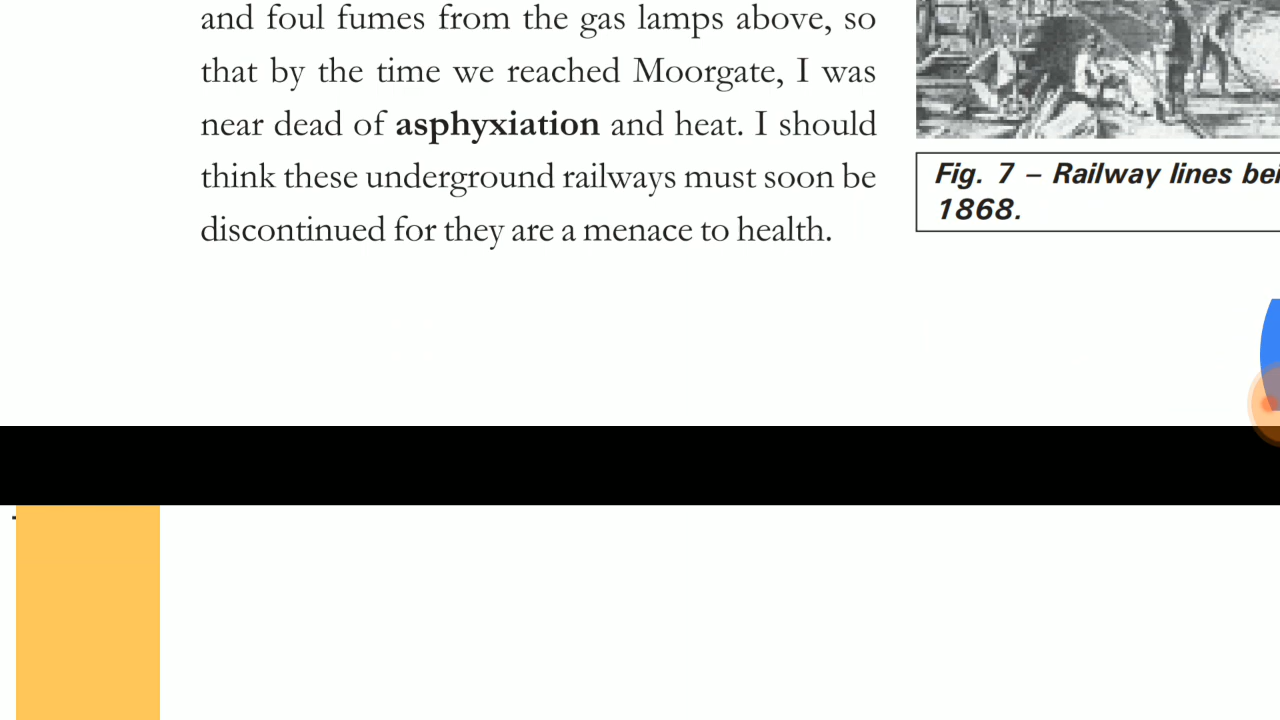 and foul fumes from the gas lamps above, so
that by the time we reached Moorgate, I was
near dead of asphyxiation and heat. I should
think these underground railways must soon be
discontinued for they are a menace to health.
Fig. 7 – Railway lines
1868.